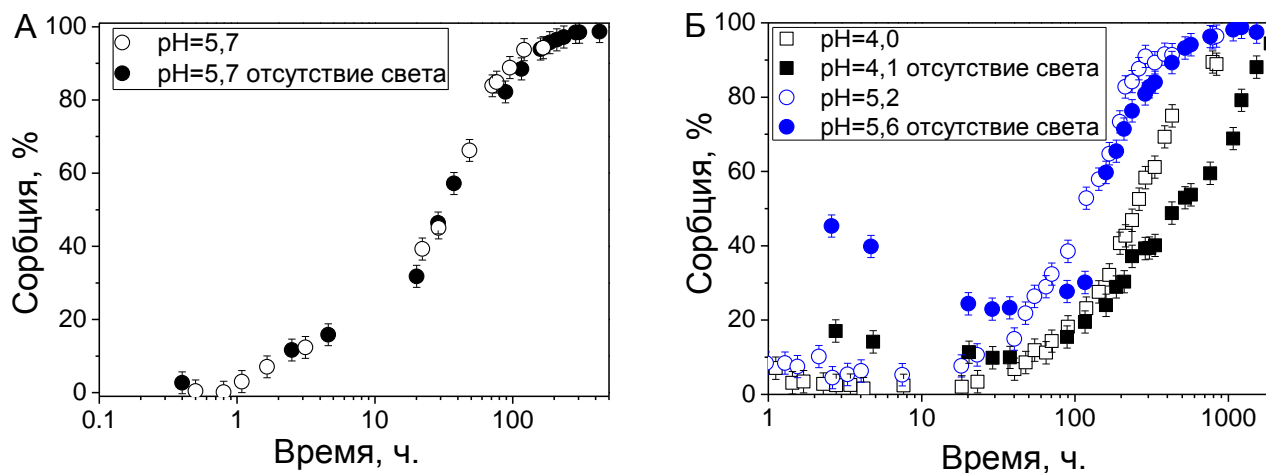 А
pH=5,7
pH=5,7 отсутствие света
Сорбция, %
100
80
60
40
20
0
0.1
1
10
100
Время, ч.
Б
pH=4,0
pH=4,1 отсутствие света
pH=5,2
pH=5,6 отсутствие света
Сорбция, %
100
80
60
40
20
0
1
10
100
1000
Время, ч.